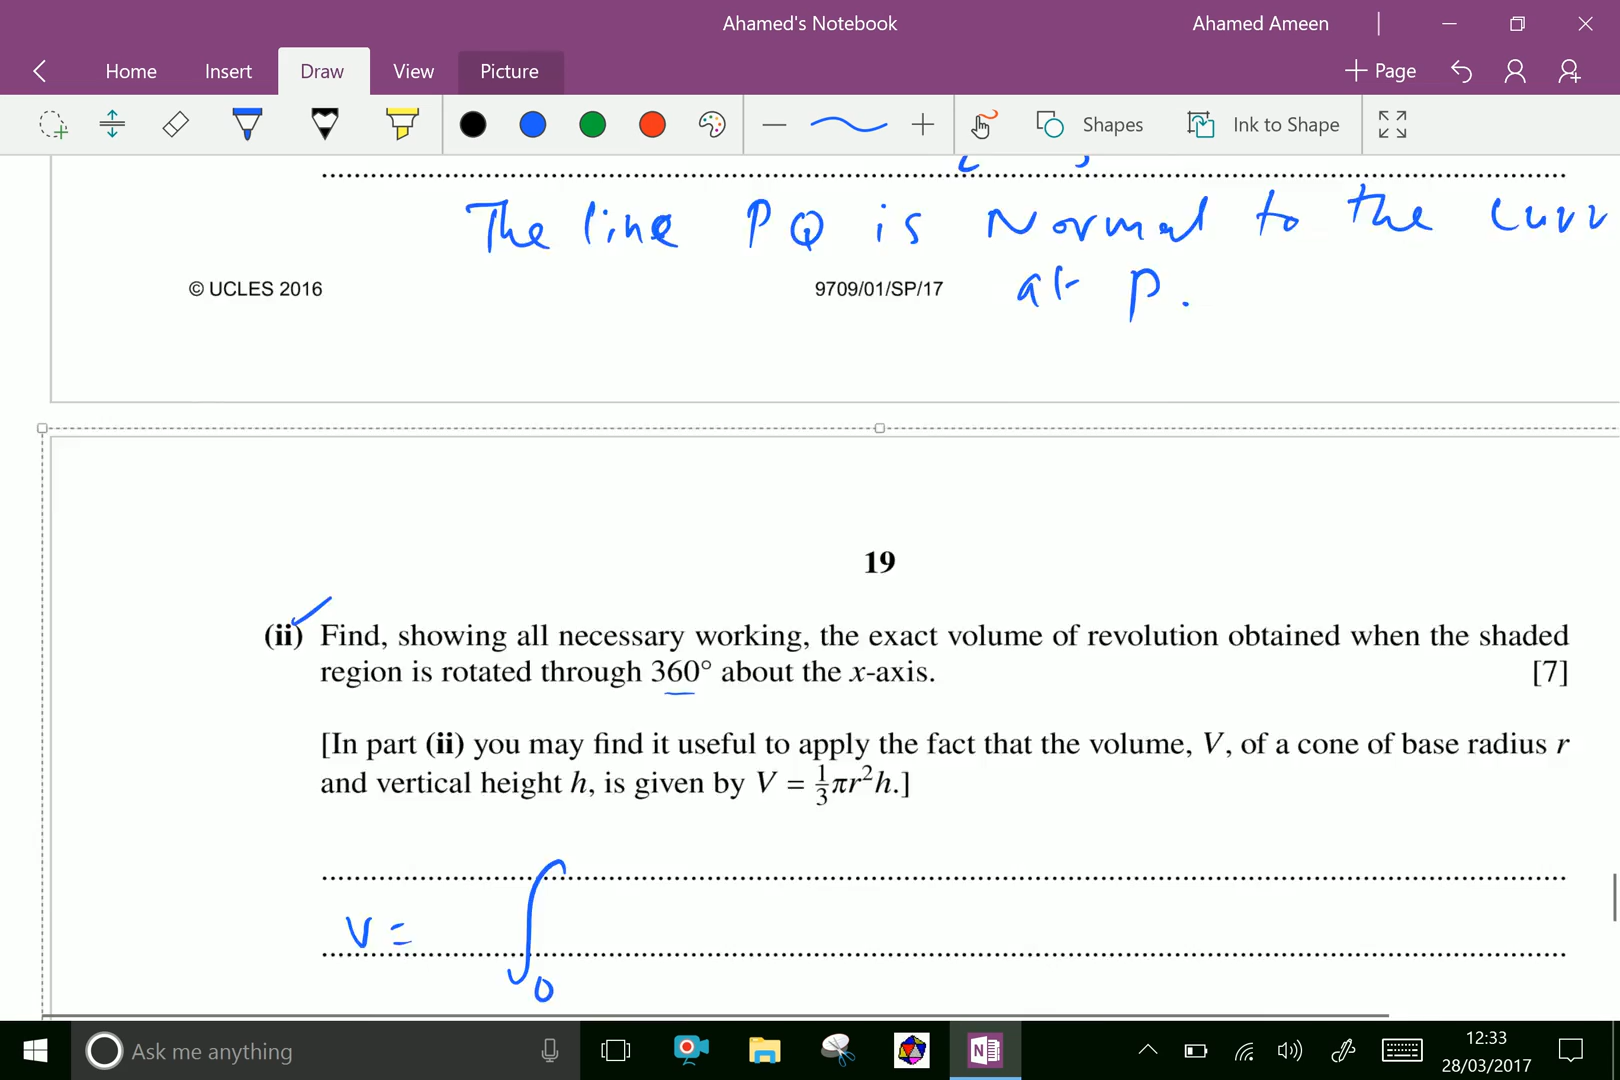 Ahamed's Notebook
Ahamed Ameen
Home Insert Draw View Picture
Page
Shapes
Ink to Shape
The line PQ is Normal to the curv
at P.
© UCLES 2016
9709/01/SP/17
19
(ii) Find, showing all necessary working, the exact volume of revolution obtained when the shaded
region is rotated through 360° about the x-axis. [7]
[In part (ii) you may find it useful to apply the fact that the volume, V, of a cone of base radius r
and vertical height h, is given by V = 1/3πr²h.]
V = ∫0
Ask me anything
12:33
28/03/2017